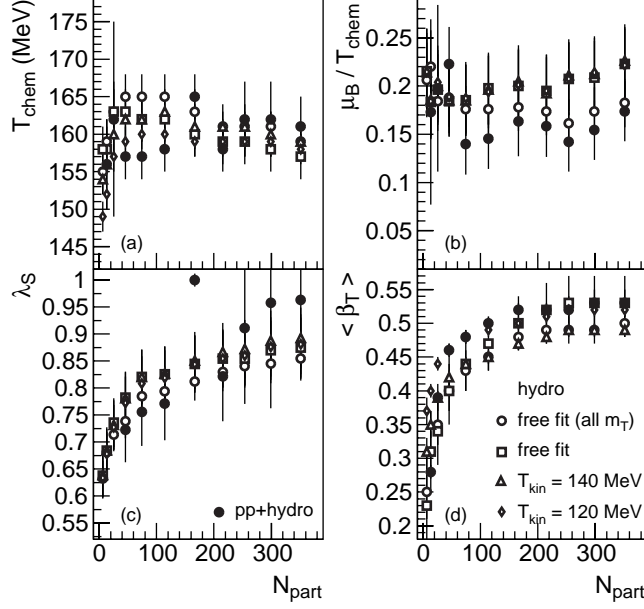 T_chem (MeV)
175
170
165
160
155
150
145
(a)
μ_B / T_chem
0.25
0.2
0.15
0.1
0.05
(b)
λ_S
1
0.95
0.9
0.85
0.8
0.75
0.7
0.65
0.6
0.55
(c)
pp+hydro
0 100 200 300
N_part
< β_T >
0.55
0.5
0.45
0.4
0.35
0.3
0.25
0.2
(d)
hydro
free fit (all m_T)
free fit
T_kin = 140 MeV
T_kin = 120 MeV
0 100 200 300
N_part